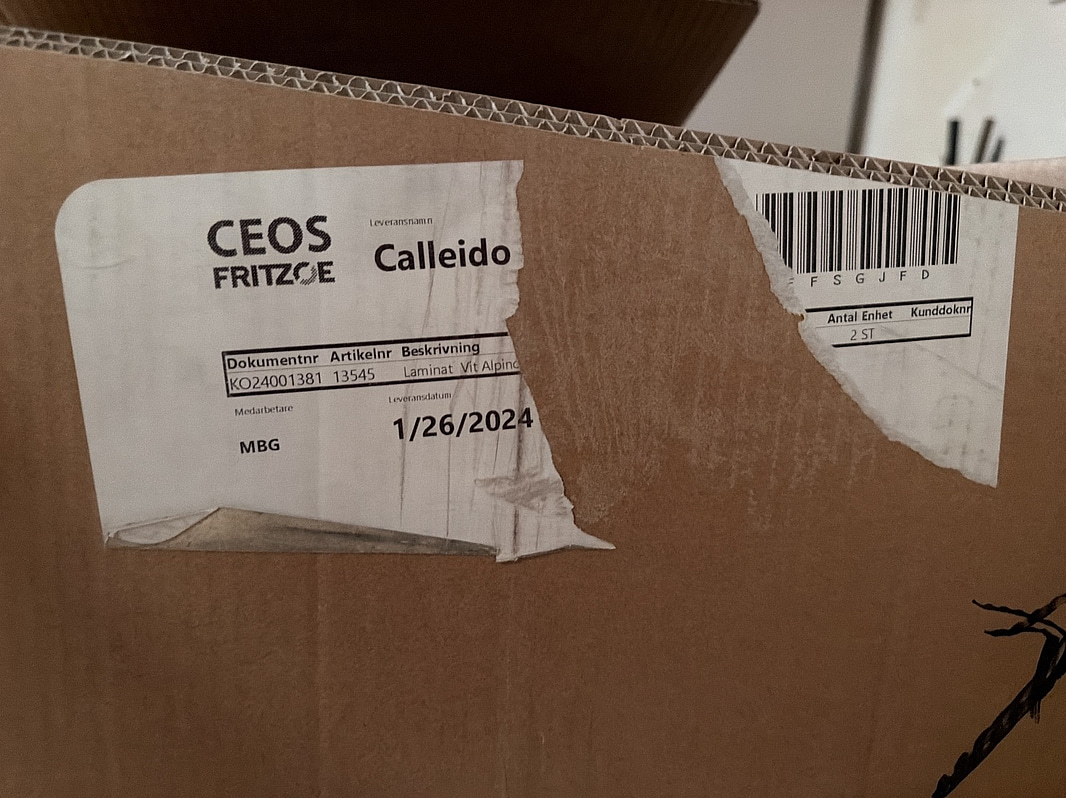 CEOS
FRITZOE
Leveransnamn
Calleido
F S G J F D
Antal Enhet Kunddoknr
2 ST
Dokumentnr Artikelnr Beskrivning
KO24001381 13545 Laminat Vit Alpino
Medarbetare
Leveransdatum
MBG
1/26/2024